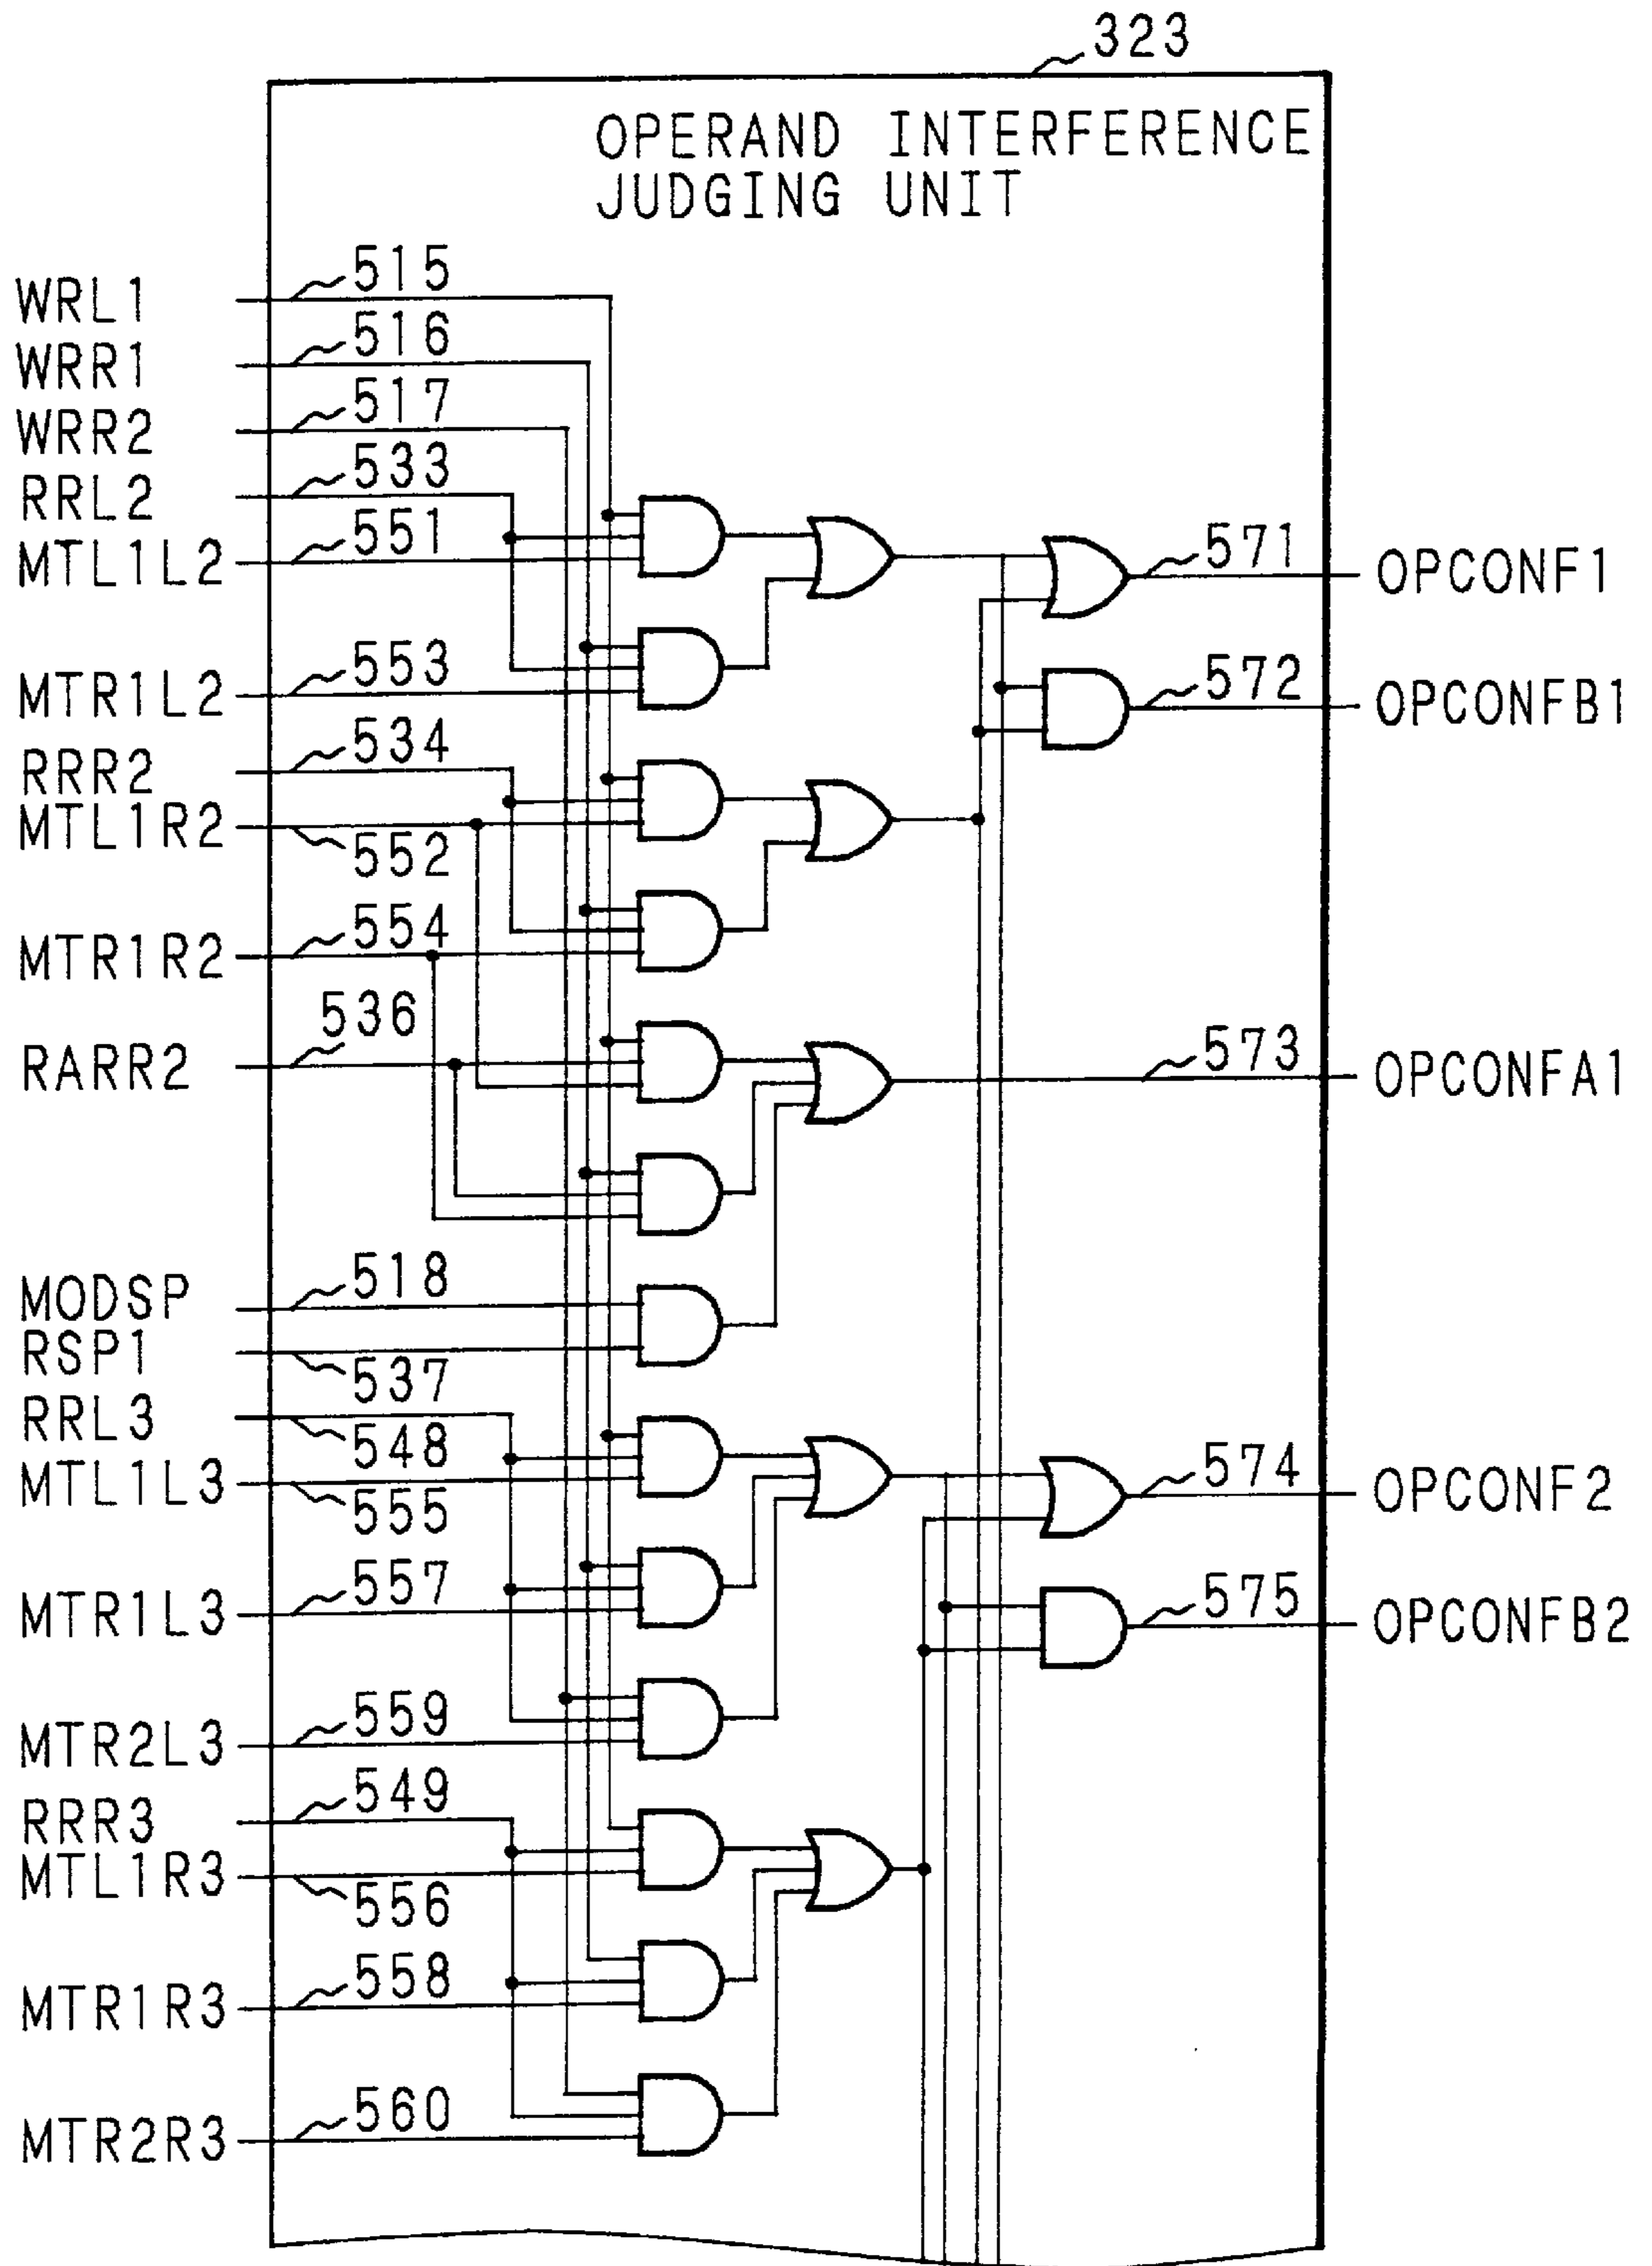 323
OPERAND INTERFERENCE
JUDGING UNIT
WRL1
515
WRR1
516
WRR2
517
RRL2
533
MTL1L2
551
571
OPCONF1
MTR1L2
553
572
OPCONFB1
RRR2
534
MTL1R2
552
MTR1R2
554
RARR2
536
573
OPCONFA1
MODSP
518
RSP1
537
RRL3
548
MTL1L3
555
574
OPCONF2
MTR1L3
557
575
OPCONFB2
MTR2L3
559
RRR3
549
MTL1R3
556
MTR1R3
558
MTR2R3
560